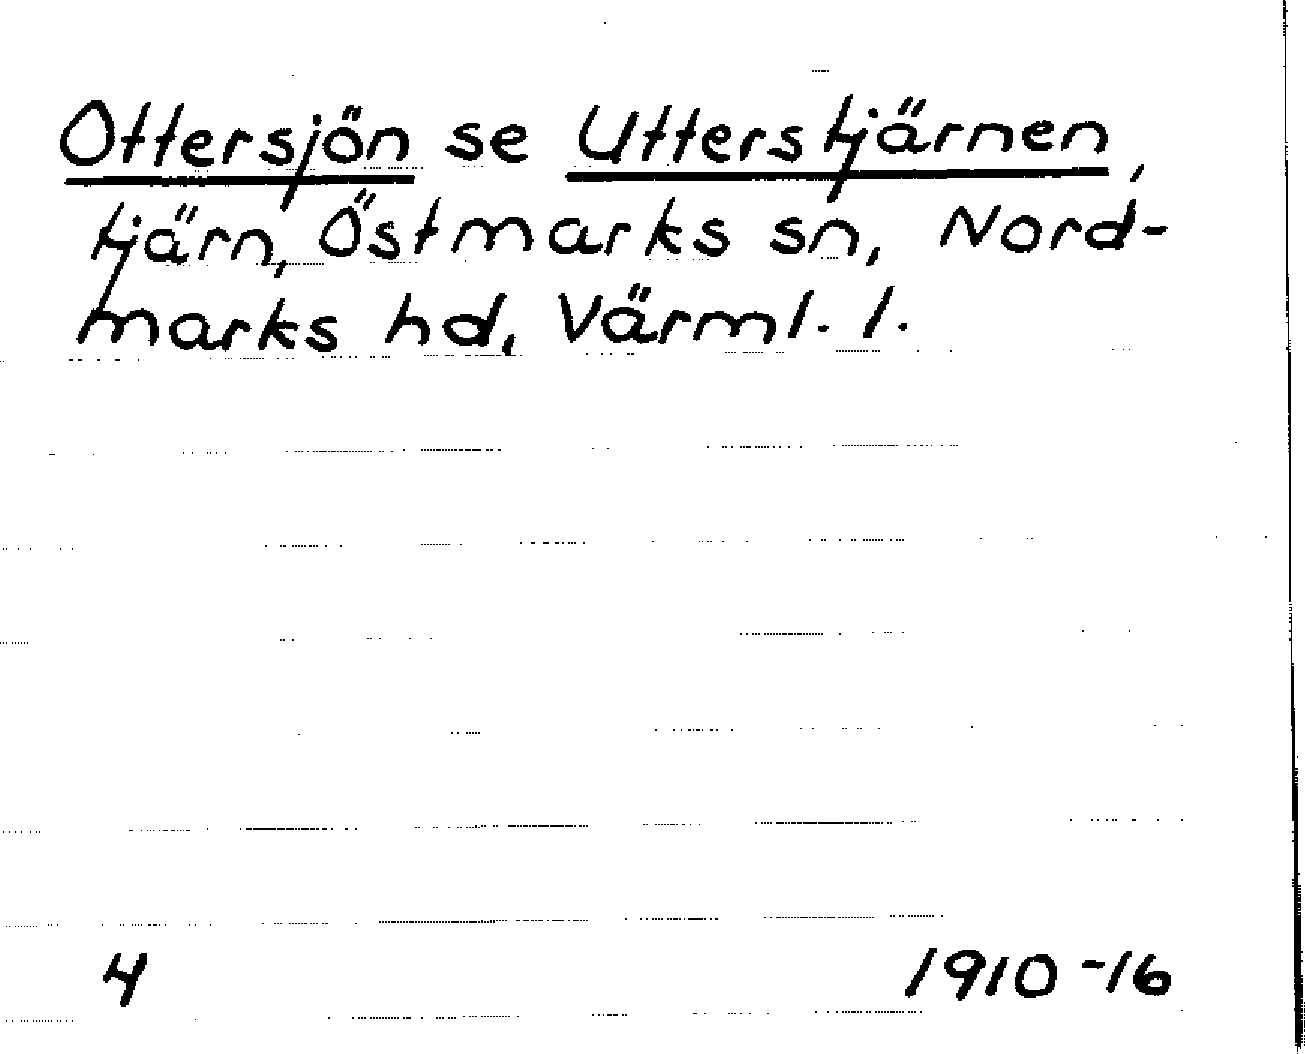 Ottersjön se Utterstjärnen,
tjärn, Östmarks sn, Nord-
marks hd, Värml. l.
4 1910-16